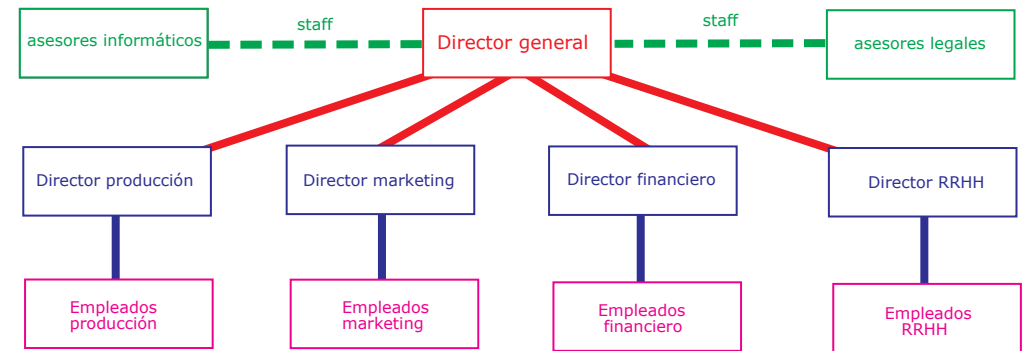 staff
staff
asesores informáticos
Director general
asesores legales
Director producción
Director marketing
Director financiero
Director RRHH
Empleados
producción
Empleados
marketing
Empleados
financiero
Empleados
RRHH